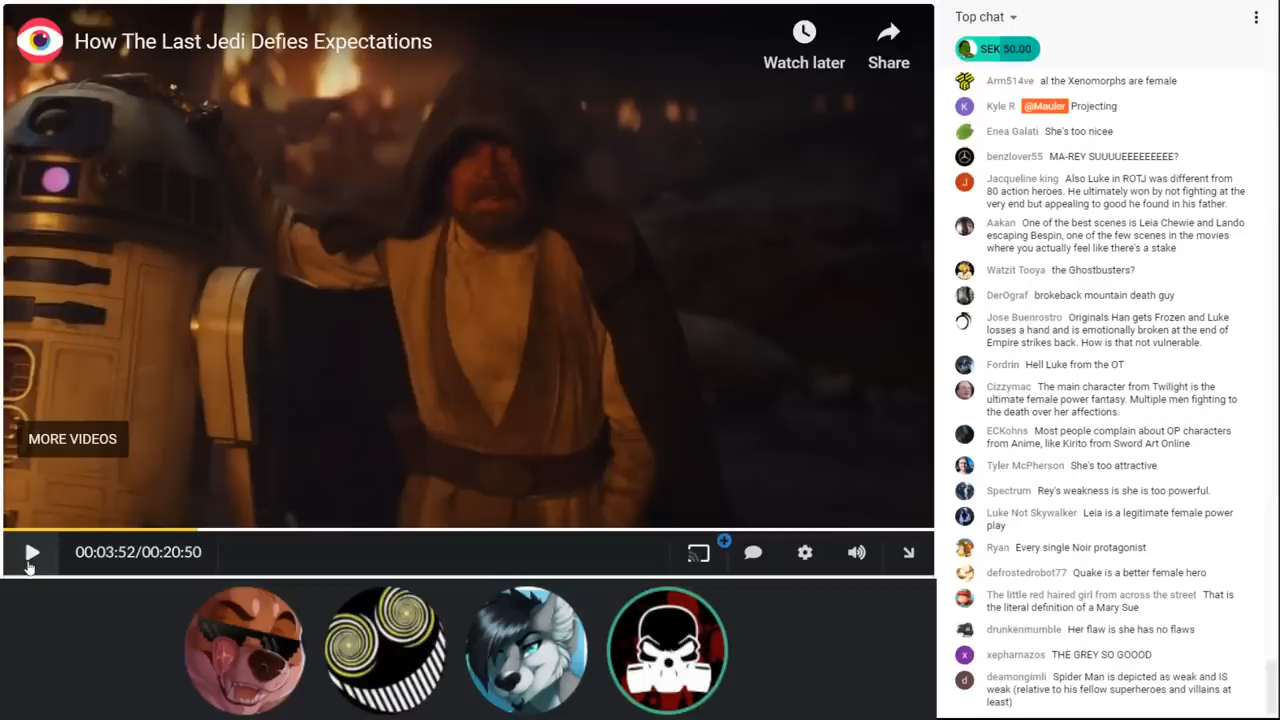 How The Last Jedi Defies Expectations
Watch later
Share
MORE VIDEOS
00:03:52/00:20:50
Top chat
SEK 50.00
Arm514ve al the Xenomorphs are female
K Kyle R @Mauler Projecting
Enea Galati She's too nicee
benzlover55 MA-REY SUUUUEEEEEEEEE?
J Jacqueline king Also Luke in ROTJ was different from
80 action heroes. He ultimately won by not fighting at the
very end but appealing to good he found in his father.
Aakan One of the best scenes is Leia Chewie and Lando
escaping Bespin, one of the few scenes in the movies
where you actually feel like there's a stake
Watzit Tooya the Ghostbusters?
DerOgraf brokeback mountain death guy
Jose Buenrostro Originals Han gets Frozen and Luke
losses a hand and is emotionally broken at the end of
Empire strikes back. How is that not vulnerable.
Fordrin Hell Luke from the OT
Cizzymac The main character from Twilight is the
ultimate female power fantasy. Multiple men fighting to
the death over her affections.
ECKohns Most people complain about OP characters
from Anime, like Kirito from Sword Art Online
Tyler McPherson She's too attractive
Spectrum Rey's weakness is she is too powerful.
Luke Not Skywalker Leia is a legitimate female power
play
Ryan Every single Noir protagonist
defrostedrobot77 Quake is a better female hero
The little red haired girl from across the street That is
the literal definition of a Mary Sue
drunkenmumble Her flaw is she has no flaws
x xepharnazos THE GREY SO GOOOD
d deamongimli Spider Man is depicted as weak and IS
weak (relative to his fellow superheroes and villains at
least)